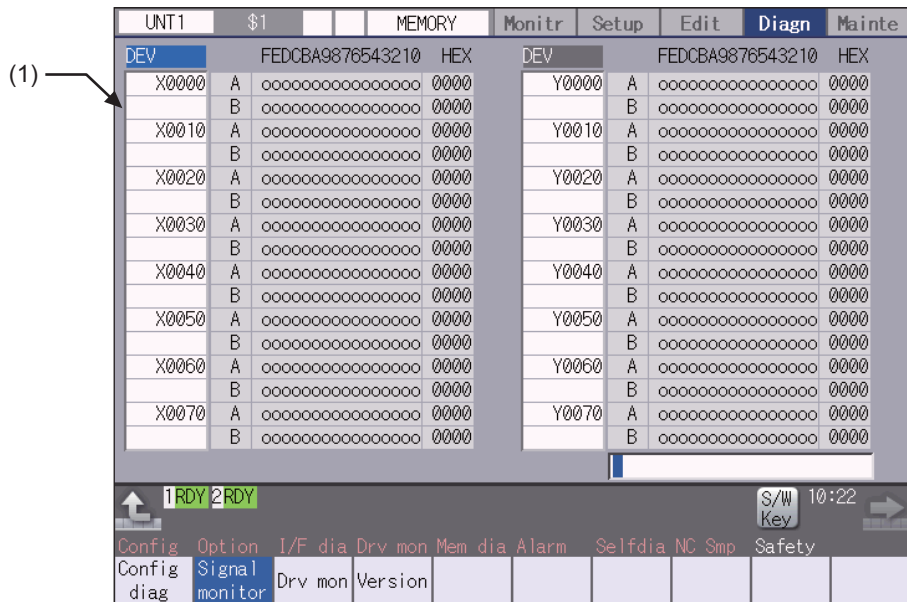 UNT1 $1 MEMORY Monitr Setup Edit Diagn Mainte
DEV FEDCBA9876543210 HEX DEV FEDCBA9876543210 HEX
(1)
X0000 A oooooooooooooooo 0000 Y0000 A oooooooooooooooo 0000
B oooooooooooooooo 0000 B oooooooooooooooo 0000
X0010 A oooooooooooooooo 0000 Y0010 A oooooooooooooooo 0000
B oooooooooooooooo 0000 B oooooooooooooooo 0000
X0020 A oooooooooooooooo 0000 Y0020 A oooooooooooooooo 0000
B oooooooooooooooo 0000 B oooooooooooooooo 0000
X0030 A oooooooooooooooo 0000 Y0030 A oooooooooooooooo 0000
B oooooooooooooooo 0000 B oooooooooooooooo 0000
X0040 A oooooooooooooooo 0000 Y0040 A oooooooooooooooo 0000
B oooooooooooooooo 0000 B oooooooooooooooo 0000
X0050 A oooooooooooooooo 0000 Y0050 A oooooooooooooooo 0000
B oooooooooooooooo 0000 B oooooooooooooooo 0000
X0060 A oooooooooooooooo 0000 Y0060 A oooooooooooooooo 0000
B oooooooooooooooo 0000 B oooooooooooooooo 0000
X0070 A oooooooooooooooo 0000 Y0070 A oooooooooooooooo 0000
B oooooooooooooooo 0000 B oooooooooooooooo 0000
1RDY 2RDY S/W Key 10:22
Config Option I/F dia Drv mon Mem dia Alarm Selfdia NC Smp Safety
Config diag Signal monitor Drv mon Version